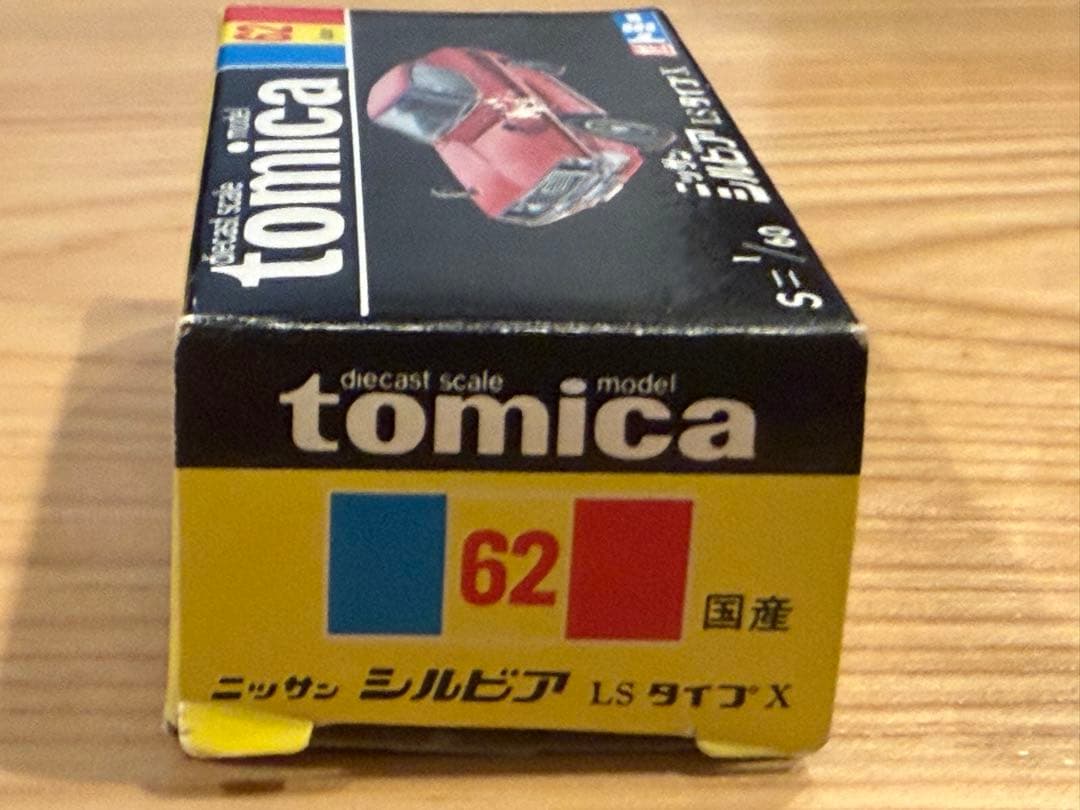 62
diecast scale model
tomica
ニッサン
シルビア LSタイプX
S=1/60
diecast scale model
tomica
62
国産
ニッサン シルビア LS タイプ X